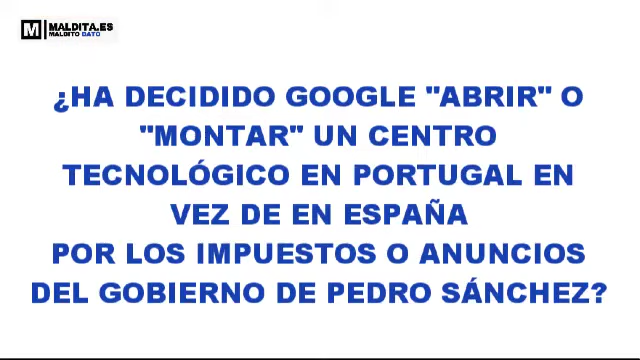 M
MALDITA.ES
MALDITO DATO
¿HA DECIDIDO GOOGLE "ABRIR" O
"MONTAR" UN CENTRO
TECNOLÓGICO EN PORTUGAL EN
VEZ DE EN ESPAÑA
POR LOS IMPUESTOS O ANUNCIOS
DEL GOBIERNO DE PEDRO SÁNCHEZ?